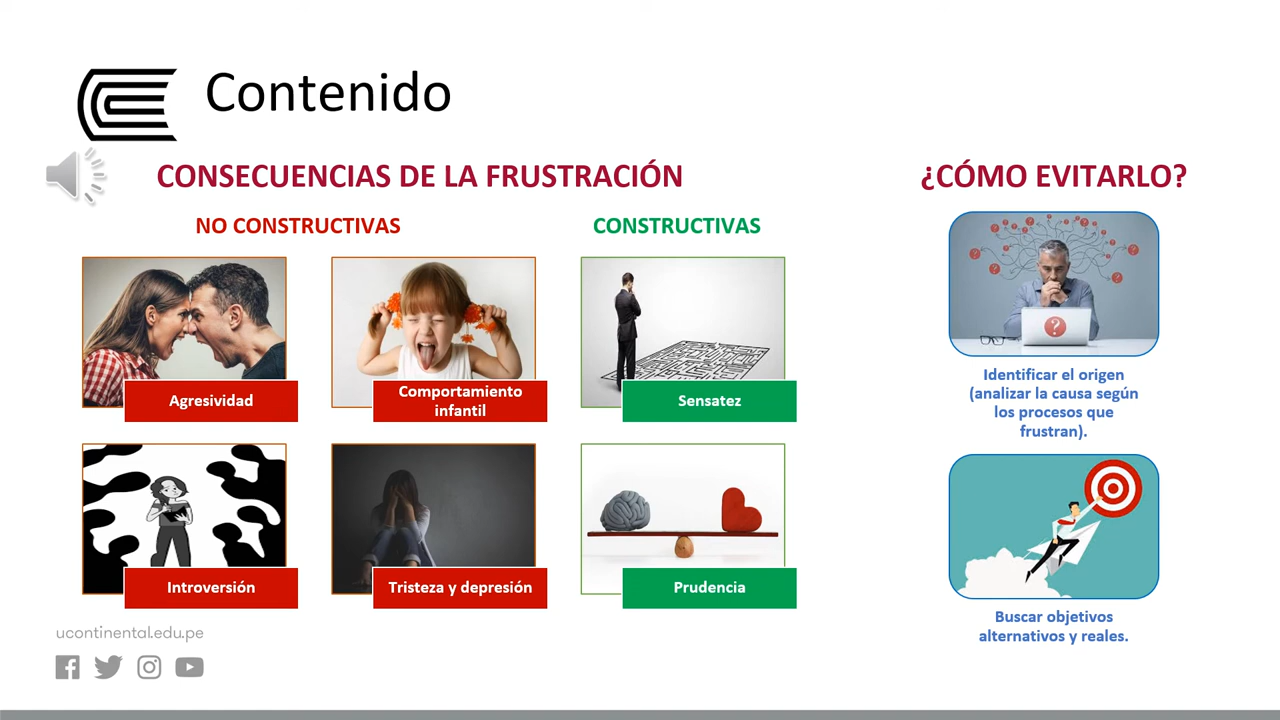 Contenido
CONSECUENCIAS DE LA FRUSTRACIÓN
NO CONSTRUCTIVAS
CONSTRUCTIVAS
Agresividad
Comportamiento
infantil
Sensatez
Introversión
Tristeza y depresión
Prudencia
¿CÓMO EVITARLO?
?
Identificar el origen
(analizar la causa según
los procesos que
frustran).
Buscar objetivos
alternativos y reales.
ucontinental.edu.pe